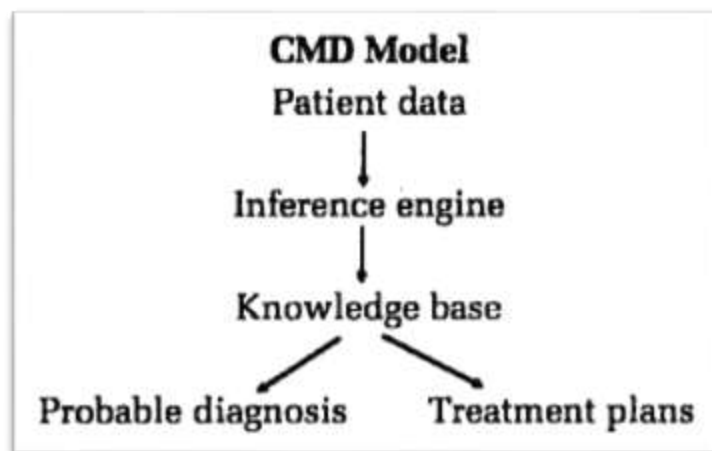 CMD Model
Patient data
Inference engine
Knowledge base
Probable diagnosis
Treatment plans